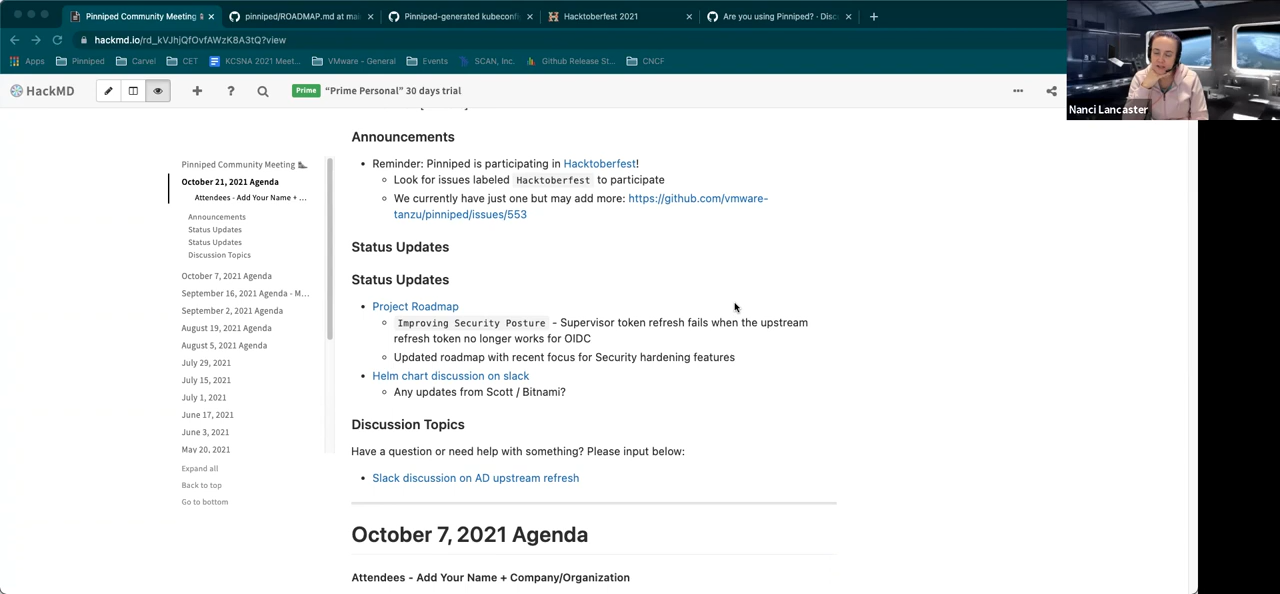 Pinniped Community Meeting
pinniped/ROADMAP.md at mai
Pinniped-generated kubeconfi
Hacktoberfest 2021
Are you using Pinniped? · Disc
hackmd.io/rd_kVJhjQfOvfAWzK8A3tQ?view
Apps
Pinniped
Carvel
CET
KCSNA 2021 Meet...
VMware - General
Events
SCAN, Inc.
Github Release St...
CNCF
HackMD
Prime
“Prime Personal” 30 days trial
Nanci Lancaster
Pinniped Community Meeting
October 21, 2021 Agenda
Attendees - Add Your Name + ...
Announcements
Status Updates
Status Updates
Discussion Topics
October 7, 2021 Agenda
September 16, 2021 Agenda - M...
September 2, 2021 Agenda
August 19, 2021 Agenda
August 5, 2021 Agenda
July 29, 2021
July 15, 2021
July 1, 2021
June 17, 2021
June 3, 2021
May 20, 2021
Expand all
Back to top
Go to bottom
Announcements
Reminder: Pinniped is participating in Hacktoberfest!
Look for issues labeled Hacktoberfest to participate
We currently have just one but may add more: https://github.com/vmware-
tanzu/pinniped/issues/553
Status Updates
Status Updates
Project Roadmap
Improving Security Posture - Supervisor token refresh fails when the upstream
refresh token no longer works for OIDC
Updated roadmap with recent focus for Security hardening features
Helm chart discussion on slack
Any updates from Scott / Bitnami?
Discussion Topics
Have a question or need help with something? Please input below:
Slack discussion on AD upstream refresh
October 7, 2021 Agenda
Attendees - Add Your Name + Company/Organization